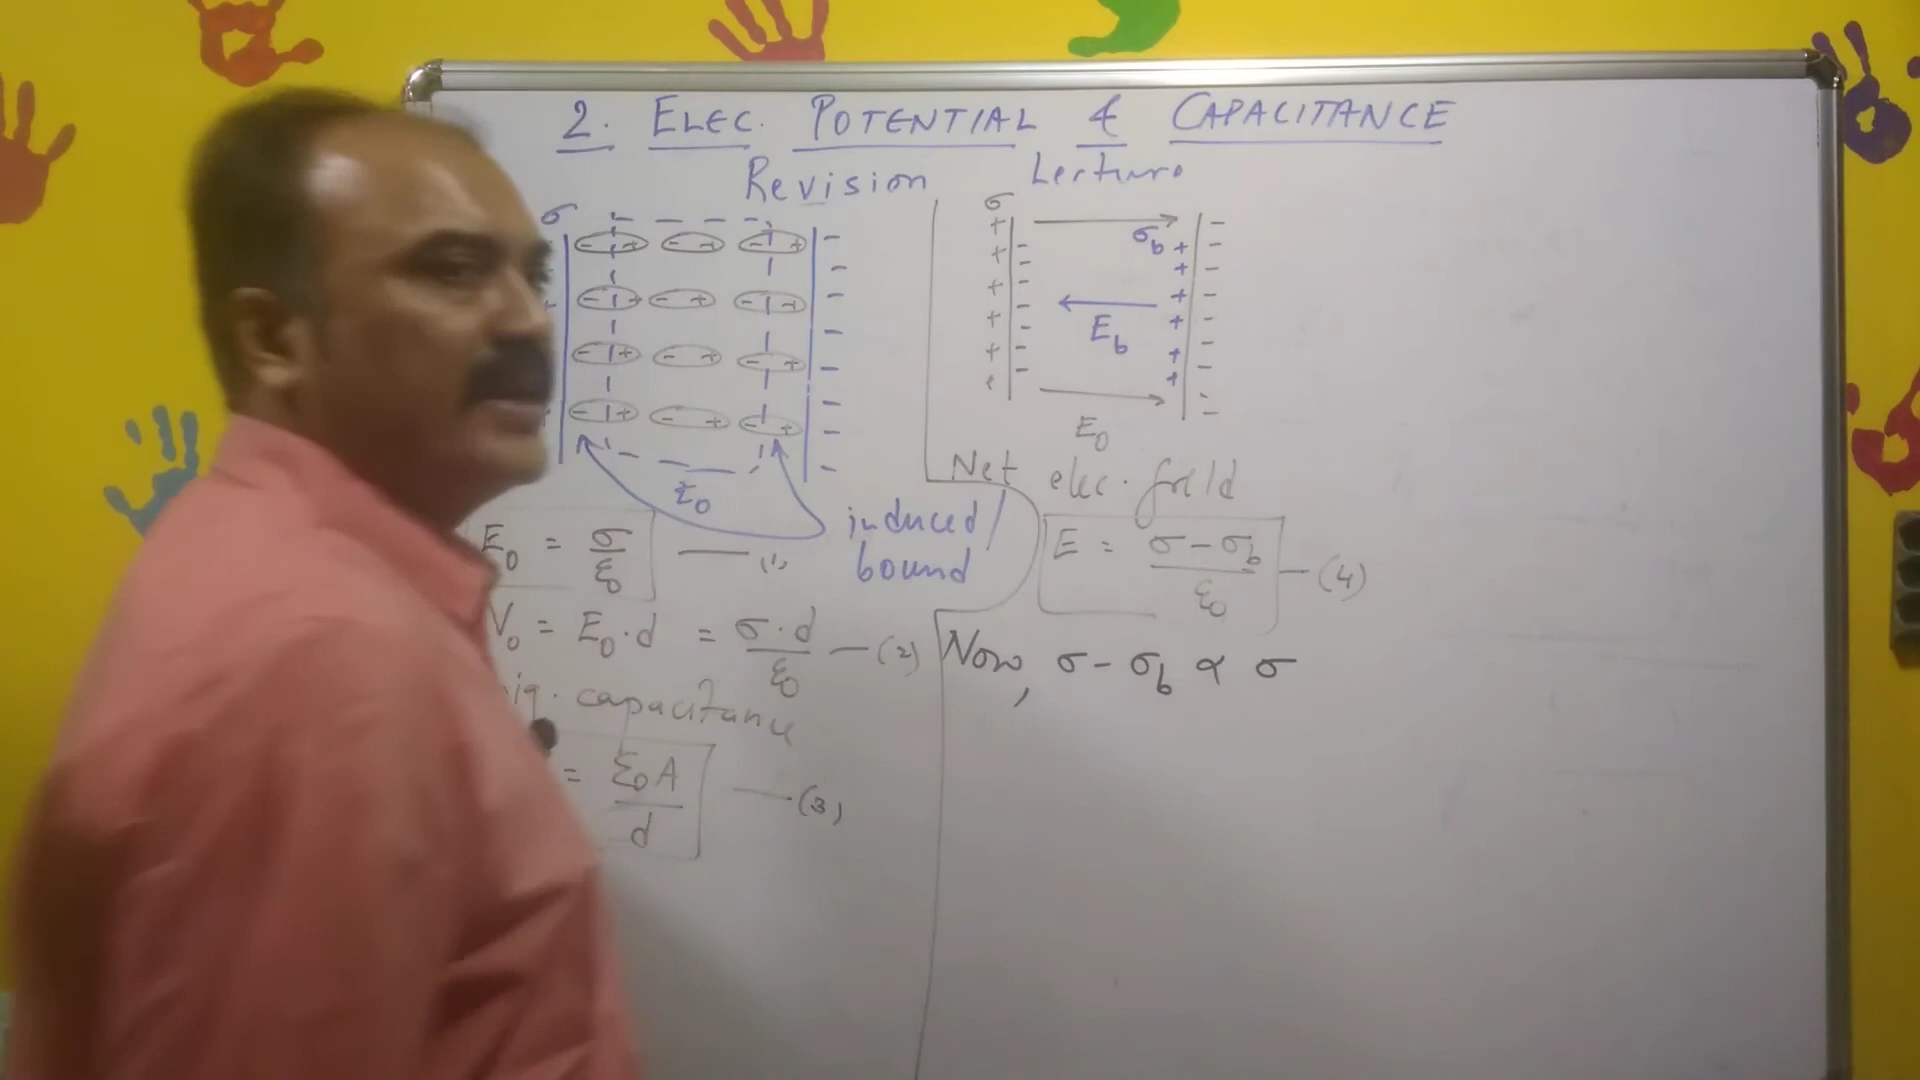 2. ELEC. POTENTIAL & CAPACITANCE
Revision Lecture
σ
- + - + - + -
- + - + - + -
- + - + - + -
- + - + - + -
E₀
induced/
bound
E₀ = σ/ε₀ —(1)
V₀ = E₀·d = σ·d/ε₀ —(2)
capacitance
= ε₀A/d —(3)
σ
σb
Eb
E₀
Net elec. field
E = σ - σb/ε₀ —(4)
Now, σ - σb ∝ σ